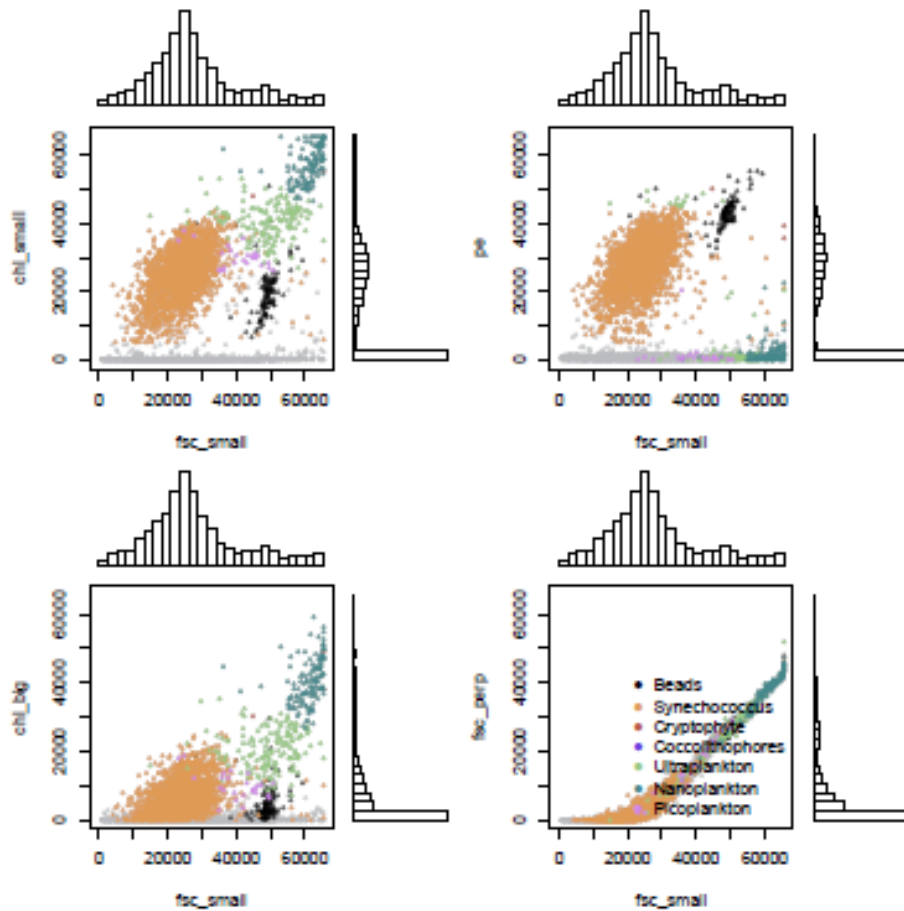 chl_small
60000
40000
20000
0
0 20000 40000 60000
fsc_small
pe
60000
40000
20000
0
0 20000 40000 60000
fsc_small
chl_big
60000
40000
20000
0
0 20000 40000 60000
fsc_small
fsc_perp
60000
40000
20000
0
Beads
Synechococcus
Cryptophyte
Coccolithophores
Ultraplankton
Nanoplankton
Picoplankton
0 20000 40000 60000
fsc_small